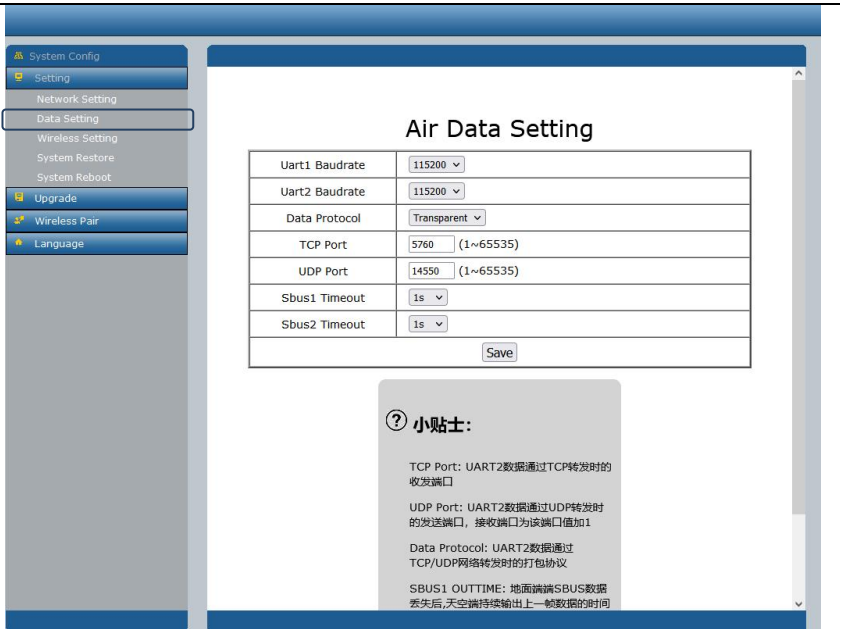 System Config
Setting
Network Setting
Data Setting
Wireless Setting
System Restore
System Reboot
Upgrade
Wireless Pair
Language
Air Data Setting
Uart1 Baudrate 115200
Uart2 Baudrate 115200
Data Protocol Transparent
TCP Port 5760 (1~65535)
UDP Port 14550 (1~65535)
Sbus1 Timeout 1s
Sbus2 Timeout 1s
Save
? 小贴士：
TCP Port: UART2数据通过TCP转发时的
收发端口
UDP Port: UART2数据通过UDP转发时
的发送端口，接收端口为该端口值加1
Data Protocol: UART2数据通过
TCP/UDP网络转发时的打包协议
SBUS1 OUTTIME: 地面端端SBUS数据
丢失后,天空端持续输出上一帧数据的时间